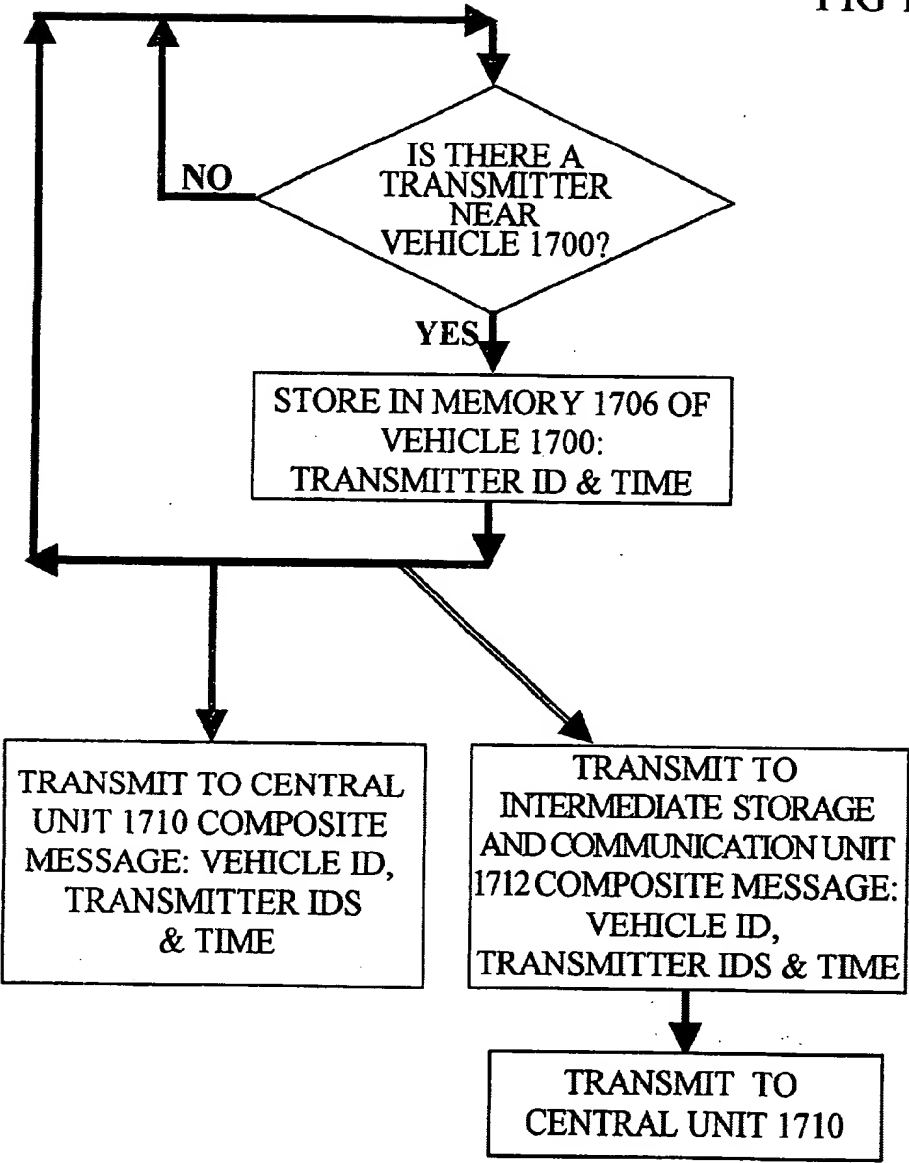 FIG 1
IS THERE A
TRANSMITTER
NEAR
VEHICLE 1700?
NO
YES
STORE IN MEMORY 1706 OF
VEHICLE 1700:
TRANSMITTER ID & TIME
TRANSMIT TO CENTRAL
UNIT 1710 COMPOSITE
MESSAGE: VEHICLE ID,
TRANSMITTER IDS
& TIME
TRANSMIT TO
INTERMEDIATE STORAGE
AND COMMUNICATION UNIT
1712 COMPOSITE MESSAGE:
VEHICLE ID,
TRANSMITTER IDS & TIME
TRANSMIT TO
CENTRAL UNIT 1710